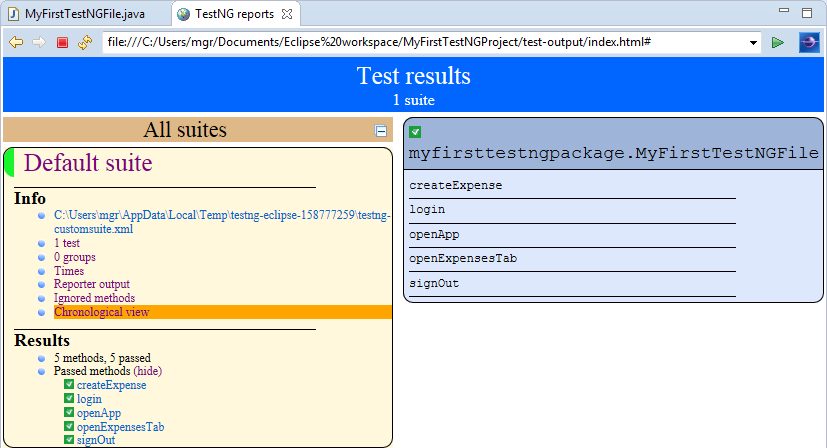 MyFirstTestNGFile.java
TestNG reports
file:///C:/Users/mgr/Documents/Eclipse%20workspace/MyFirstTestNGProject/test-output/index.html#
Test results
1 suite
All suites
Default suite
Info
C:\Users\mgr\AppData\Local\Temp\testng-eclipse-158777259\testng-
customsuite.xml
1 test
0 groups
Times
Reporter output
Ignored methods
Chronological view
Results
5 methods, 5 passed
Passed methods (hide)
createExpense
login
openApp
openExpensesTab
signOut
myfirsttestngpackage.MyFirstTestNGFile
createExpense
login
openApp
openExpensesTab
signOut